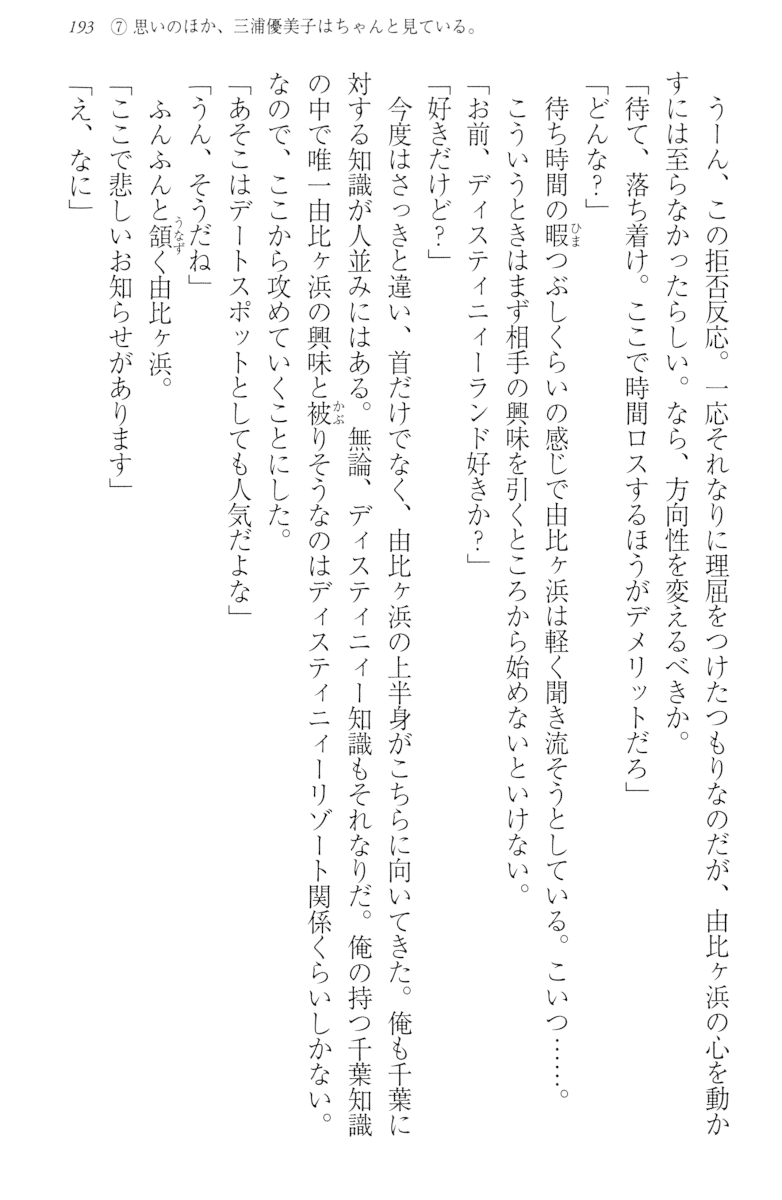 193 ⑦ 思いのほか、三浦優美子はちゃんと見ている。
うーん、この拒否反応。一応それなりに理屈をつけたつもりなのだが、由比ヶ浜の心を動か
すには至らなかったらしい。なら、方向性を変えるべきか。
「待て、落ち着け。ここで時間ロスするほうがデメリットだろ」
「どんな?」
待ち時間の暇つぶしくらいの感じで由比ヶ浜は軽く聞き流そうとしている。こいつ……。
こういうときはまず相手の興味を引くところから始めないといけない。
「お前、ディスティニィーランド好きか?」
「好きだけど?」
今度はさっきと違い、首だけでなく、由比ヶ浜の上半身がこちらに向いてきた。俺も千葉に
対する知識が人並みにはある。無論、ディスティニィー知識もそれなりだ。俺の持つ千葉知識
の中で唯一由比ヶ浜の興味と被りそうなのはディスティニィーリゾート関係くらいしかない。
なので、ここから攻めていくことにした。
「あそこはデートスポットとしても人気だよな」
「うん、そうだね」
ふんふんと頷く由比ヶ浜。
「ここで悲しいお知らせがあります」
「え、なに」